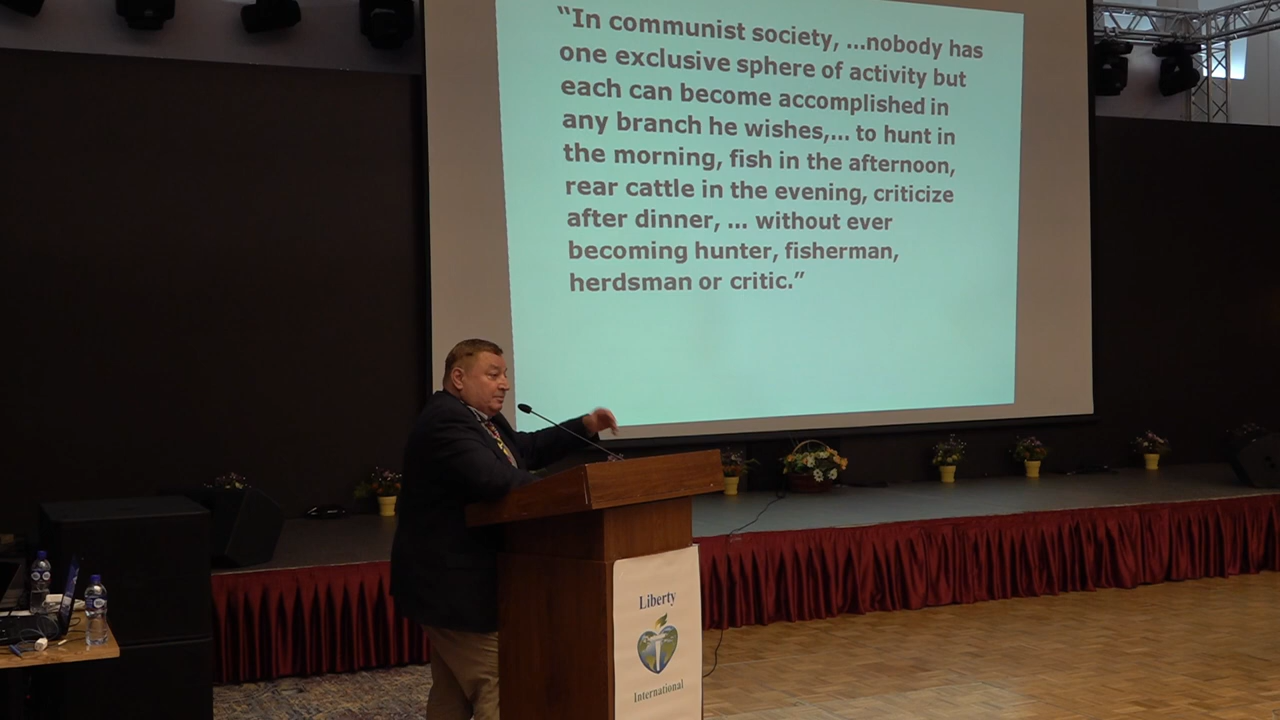 “In communist society, ...nobody has
one exclusive sphere of activity but
each can become accomplished in
any branch he wishes,... to hunt in
the morning, fish in the afternoon,
rear cattle in the evening, criticize
after dinner, ... without ever
becoming hunter, fisherman,
herdsman or critic.”
Liberty
International